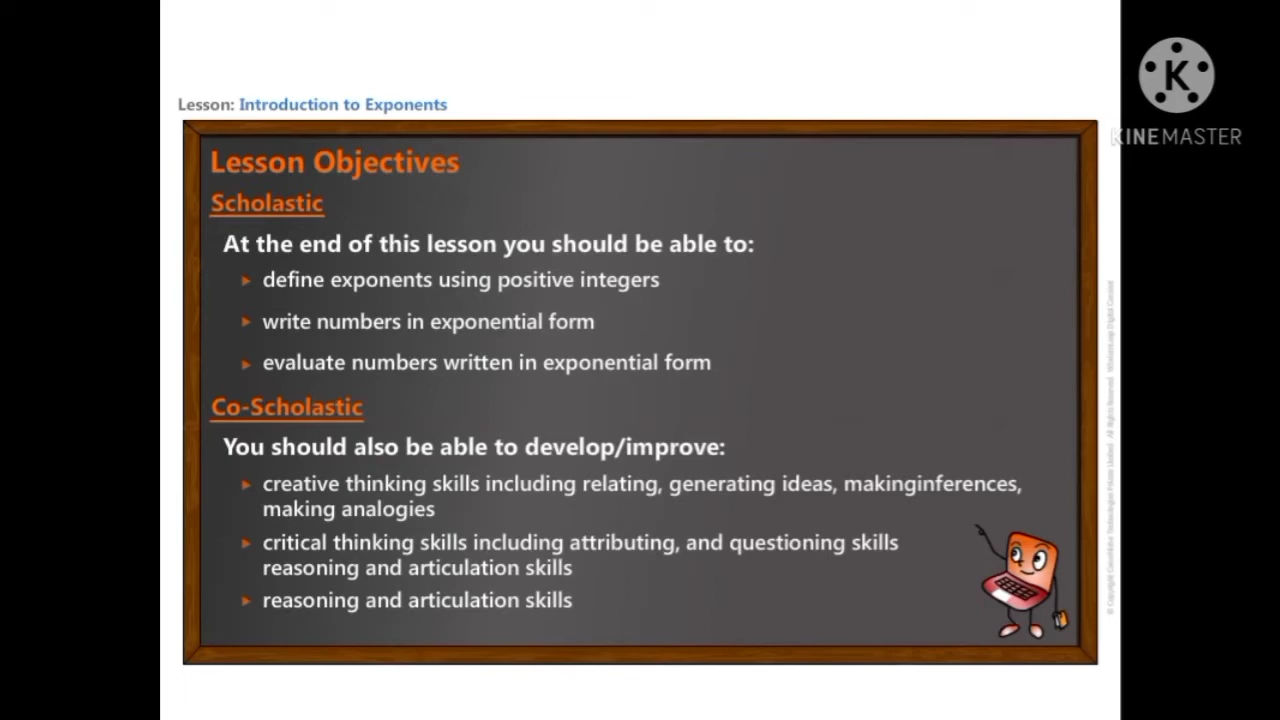 Lesson: Introduction to Exponents
KINEMASTER
Lesson Objectives
Scholastic
At the end of this lesson you should be able to:
define exponents using positive integers
write numbers in exponential form
evaluate numbers written in exponential form
Co-Scholastic
You should also be able to develop/improve:
creative thinking skills including relating, generating ideas, makinginferences,
making analogies
critical thinking skills including attributing, and questioning skills
reasoning and articulation skills
reasoning and articulation skills